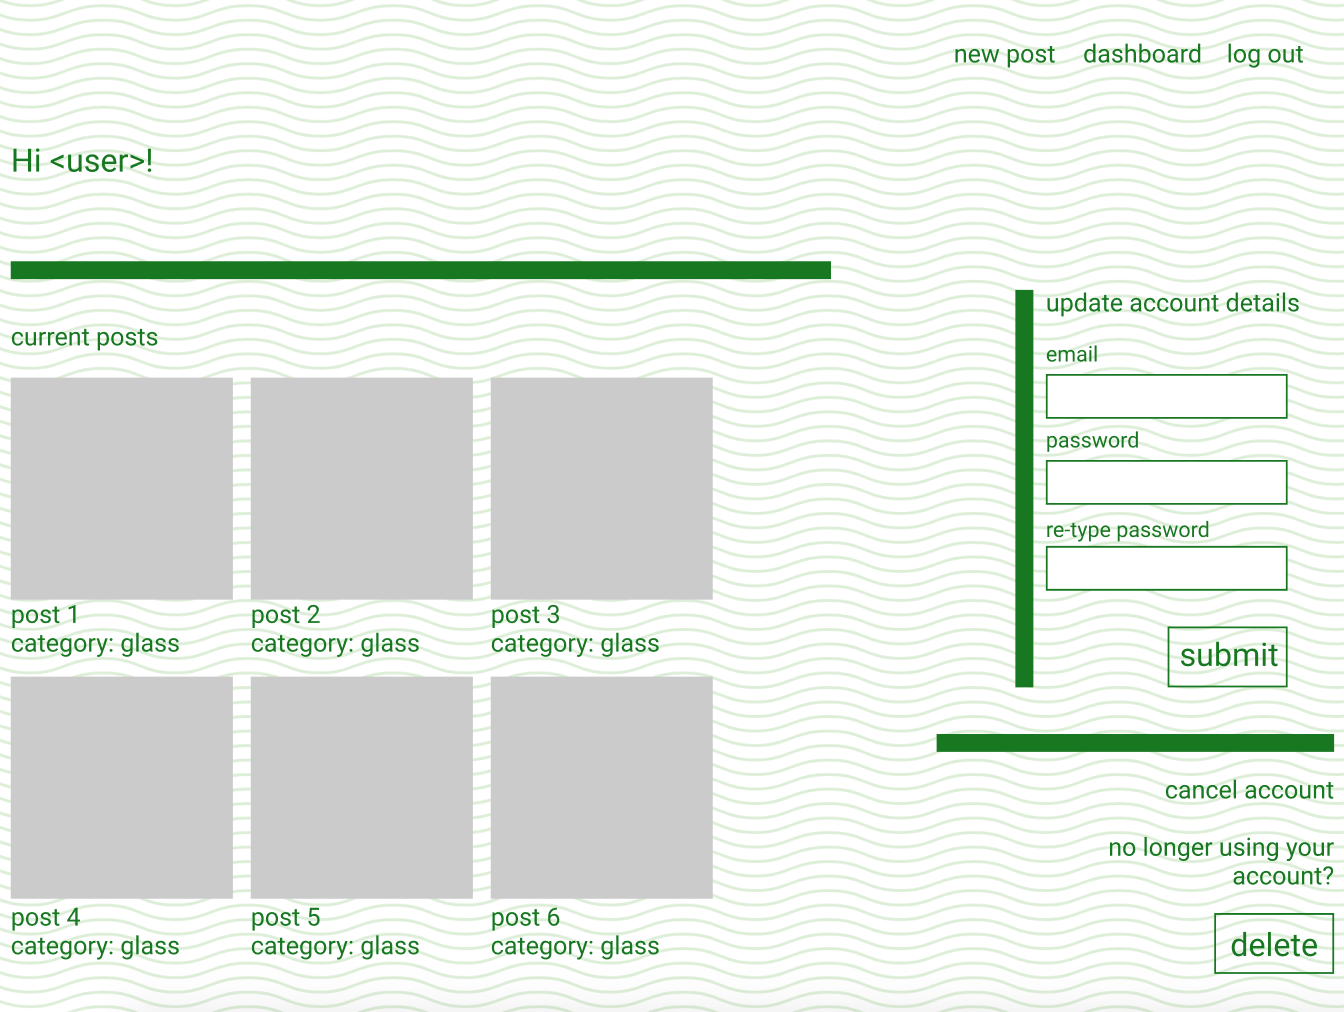 new post dashboard log out
Hi <user>!
current posts
post 1
category: glass
post 2
category: glass
post 3
category: glass
post 4
category: glass
post 5
category: glass
post 6
category: glass
update account details
email
password
re-type password
submit
cancel account
no longer using your
account?
delete